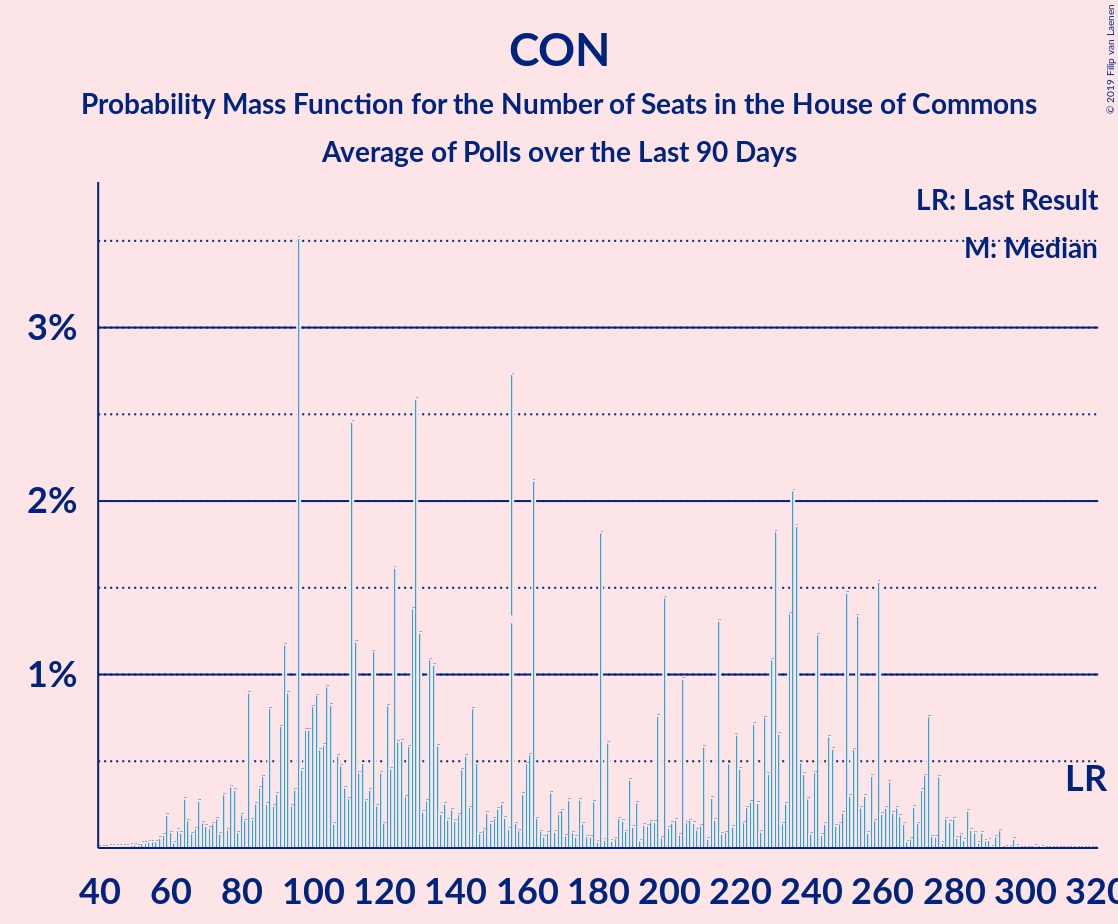 CON
Probability Mass Function for the Number of Seats in the House of Commons
Average of Polls over the Last 90 Days
© 2019 Filip van Laenen
LR: Last Result
M: Median
3%
2%
1%
LR
40 60 80 100 120 140 160 180 200 220 240 260 280 300 320